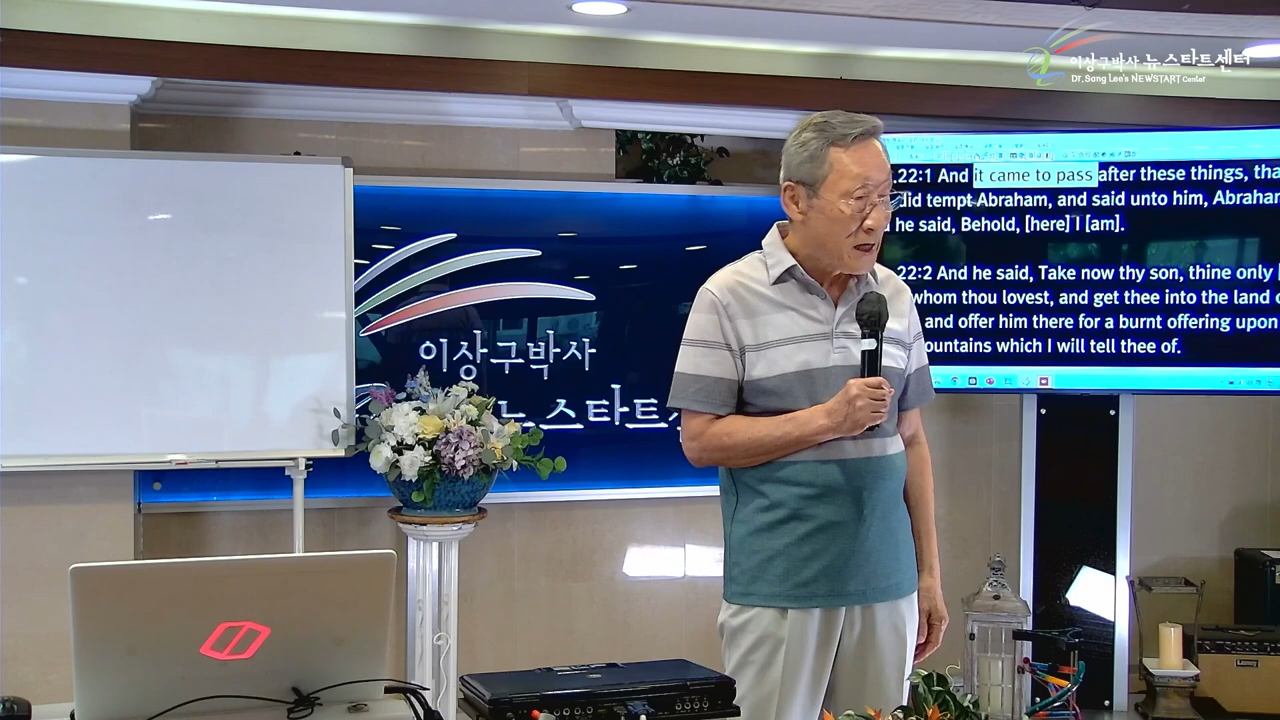 이상구박사 뉴스타트센터
Dr. Sang Lee's NEWSTART Center
22:1 And it came to pass after these things, tha
did tempt Abraham, and said unto him, Abraham
he said, Behold, [here] I [am].
22:2 And he said, Take now thy son, thine only
whom thou lovest, and get thee into the land
and offer him there for a burnt offering upon
ountains which I will tell thee of.
이상구박사
뉴스타트
Laney